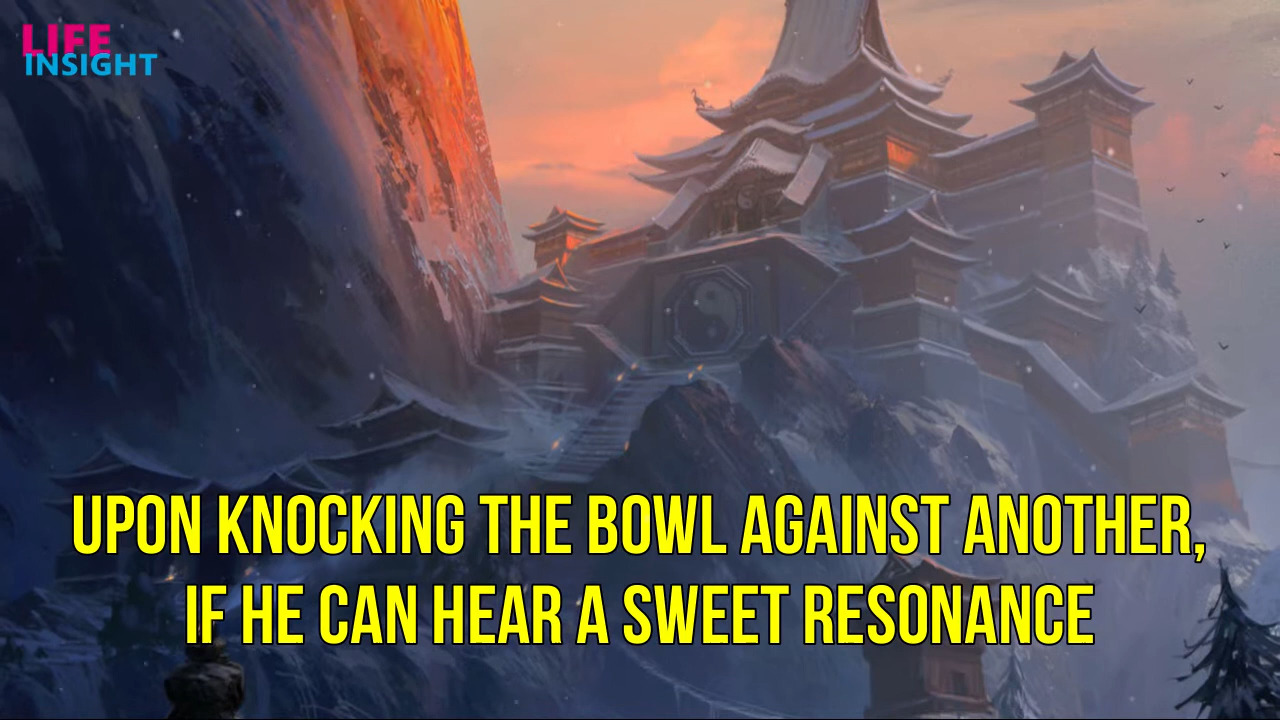 LIFE
INSIGHT
UPON KNOCKING THE BOWL AGAINST ANOTHER,
IF HE CAN HEAR A SWEET RESONANCE